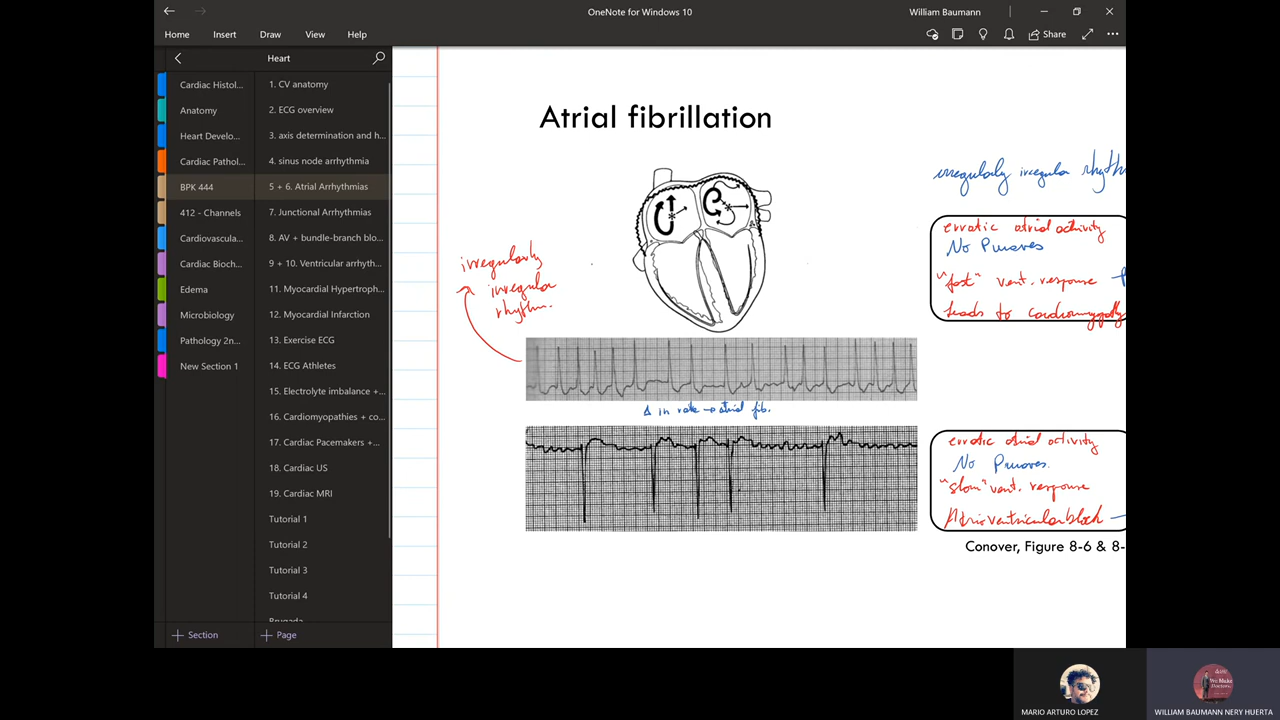 OneNote for Windows 10
William Baumann
Home Insert Draw View Help
Share
Heart
Cardiac Histol...
Anatomy
Heart Develo...
Cardiac Pathol...
BPK 444
412 - Channels
Cardiovascula...
Cardiac Bioch...
Edema
Microbiology
Pathology 2n...
New Section 1
1. CV anatomy
2. ECG overview
3. axis determination and h...
4. sinus node arrhythmia
5 + 6. Atrial Arrhythmias
7. Junctional Arrhythmias
8. AV + bundle-branch blo...
9 + 10. Ventricular arryth...
11. Myocardial Hypertroph...
12. Myocardial Infarction
13. Exercise ECG
14. ECG Athletes
15. Electrolyte imbalance +...
16. Cardiomyopathies + co...
17. Cardiac Pacemakers +...
18. Cardiac US
19. Cardiac MRI
Tutorial 1
Tutorial 2
Tutorial 3
Tutorial 4
Section
Page
Atrial fibrillation
irregularly
irregular
rhythm.
Δ in rate → atrial fib.
irregularly irregular rhythm
erratic atrial activity
No P waves
"fast" vent. response
leads to cardiomyopathy
erratic atrial activity
No P waves.
"slow" vent. response
Atrioventricular block
Conover, Figure 8-6 & 8-
MARIO ARTURO LOPEZ
WILLIAM BAUMANN NERY HUERTA